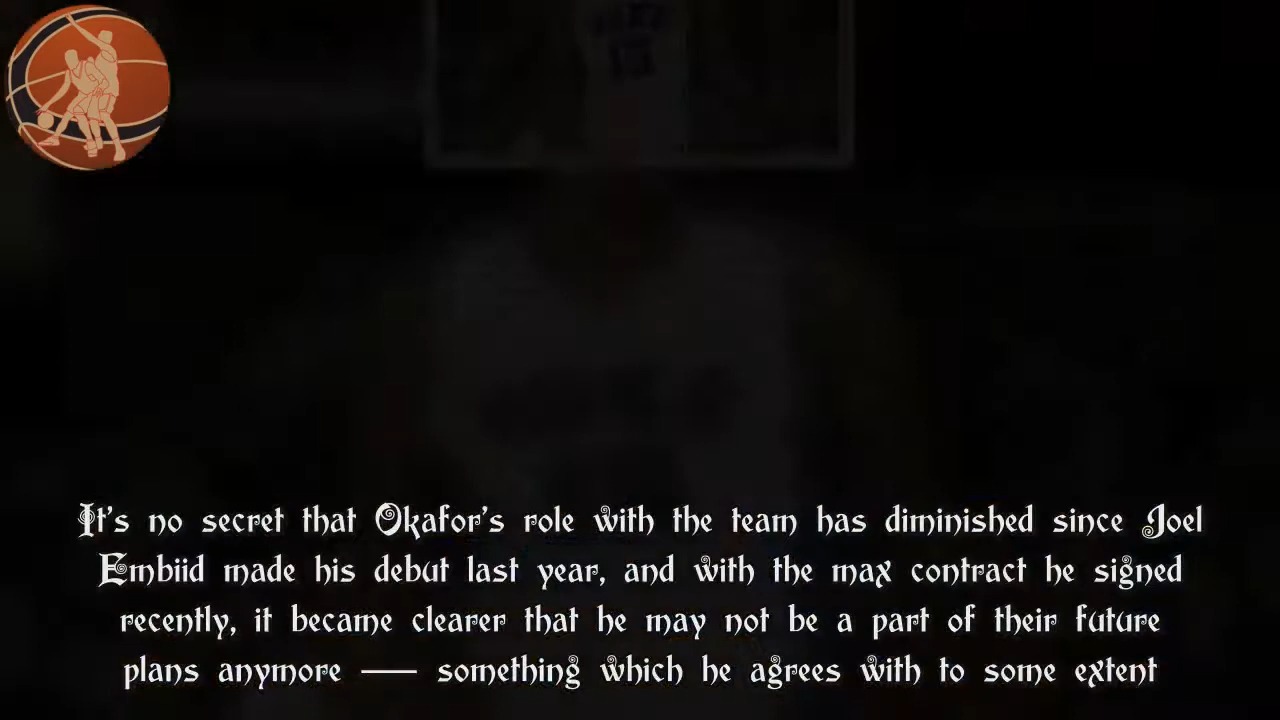 It's no secret that Okafor's role with the team has diminished since Joel
Embiid made his debut last year, and with the max contract he signed
recently, it became clearer that he may not be a part of their future
plans anymore — something which he agrees with to some extent